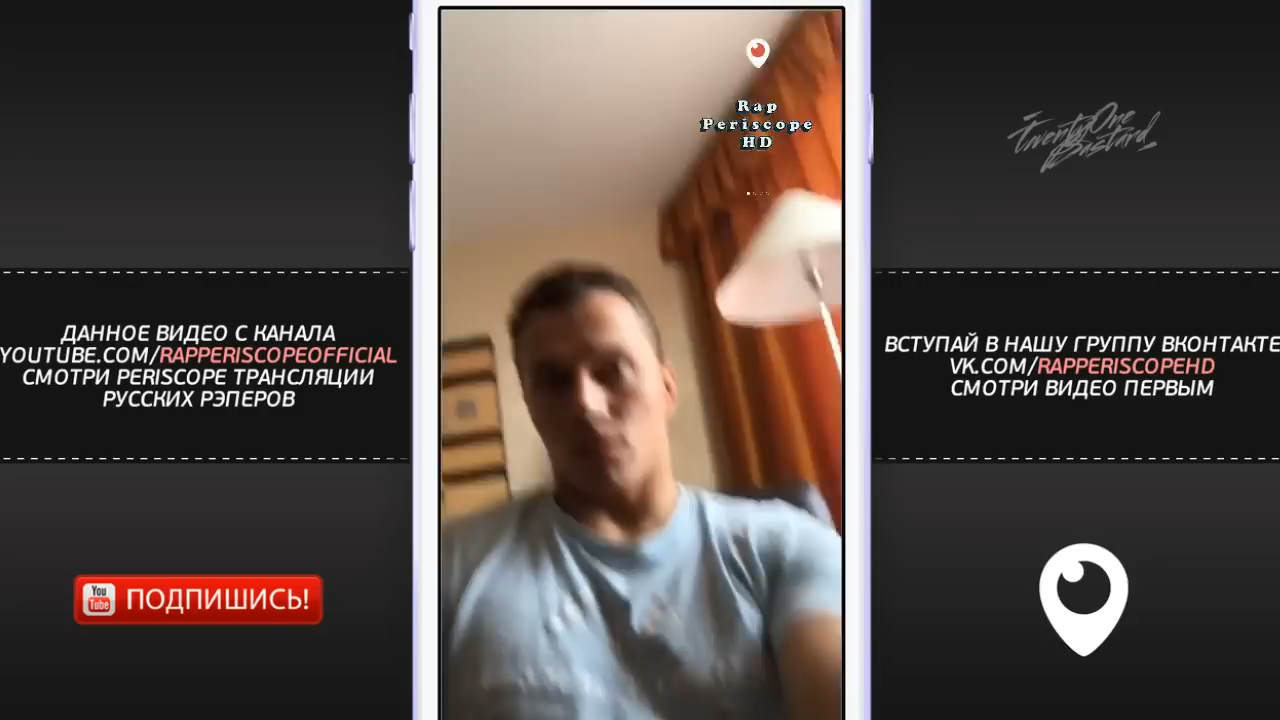 Rap
Periscope
HD
TwentyOne
Bastard
ДАННОЕ ВИДЕО С КАНАЛА
YOUTUBE.COM/RAPPERISCOPEOFFICIAL
СМОТРИ PERISCOPE ТРАНСЛЯЦИИ
РУССКИХ РЭПЕРОВ
ВСТУПАЙ В НАШУ ГРУППУ ВКОНТАКТЕ
VK.COM/RAPPERISCOPEHD
СМОТРИ ВИДЕО ПЕРВЫМ
You
Tube
ПОДПИШИСЬ!